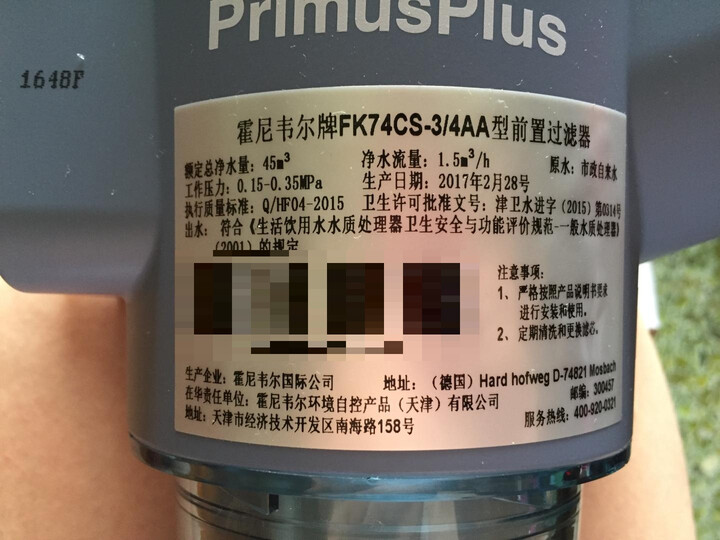 PrimusPlus
1648F
霍尼韦尔牌FK74CS-3/4AA型前置过滤器
额定总净水量: 45m³ 净水流量: 1.5m³/h 原水: 市政自来水
工作压力: 0.15-0.35MPa 生产日期: 2017年2月28号
执行质量标准: Q/HF04-2015 卫生许可批准文号: 津卫水进字 (2015) 第0314号
出水: 符合《生活饮用水水质处理器卫生安全与功能评价规范-一般水质处理器》
(2001) 的规定
注意事项:
1、严格按照产品说明书要求
进行安装和使用。
2、定期清洗和更换滤芯。
生产企业: 霍尼韦尔国际公司 地址: (德国) Hard hofweg D-74821 Mosbach
在华责任单位: 霍尼韦尔环境自控产品 (天津) 有限公司 邮编: 300457
地址: 天津市经济技术开发区南海路158号 服务热线: 400-920-0321